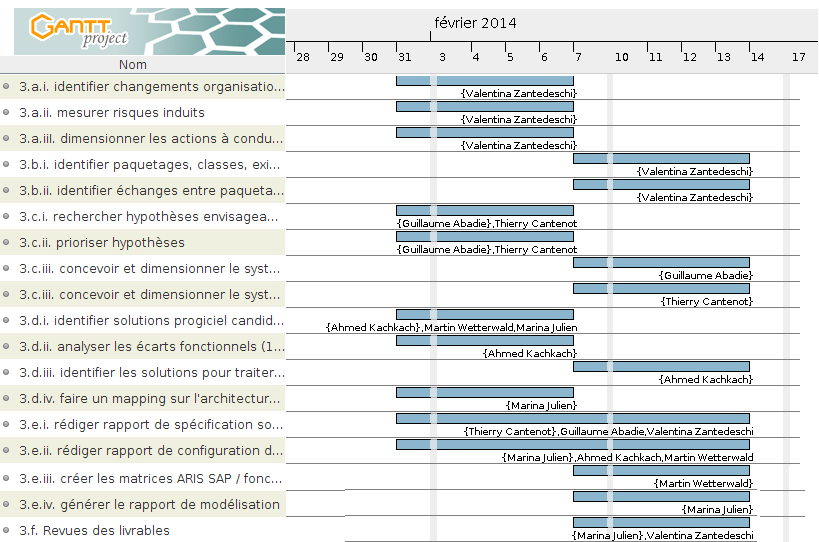 GANTT
project
février 2014
28 29 30 31 3 4 5 6 7 10 11 12 13 14 17
Nom
3.a.i. identifier changements organisatio...
{Valentina Zantedeschi}
3.a.ii. mesurer risques induits
{Valentina Zantedeschi}
3.a.iiI. dimensionner les actions à condu...
{Valentina Zantedeschi}
3.b.i. identifier paquetages, classes, exi...
{Valentina Zantedeschi}
3.b.ii. identifier échanges entre paqueta...
{Valentina Zantedeschi}
3.c.i. rechercher hypothèses envisagea...
{Guillaume Abadie},Thierry Cantenot
3.c.ii. prioriser hypothèses
{Guillaume Abadie},Thierry Cantenot
3.c.iii. concevoir et dimensionner le syst...
{Guillaume Abadie}
3.c.iii. concevoir et dimensionner le syst...
{Thierry Cantenot}
3.d.i. identifier solutions progiciel candid...
{Ahmed Kachkach},Martin Wetterwald,Marina Julien
3.d.ii. analyser les écarts fonctionnels (1...
{Ahmed Kachkach}
3.d.iii. identifier les solutions pour traiter...
{Ahmed Kachkach}
3.d.iv. faire un mapping sur l'architectur...
{Marina Julien}
3.e.i. rédiger rapport de spécification so...
{Thierry Cantenot},Guillaume Abadie,Valentina Zantedeschi
3.e.ii. rédiger rapport de configuration d...
{Marina Julien},Ahmed Kachkach,Martin Wetterwald
3.e.iii. créer les matrices ARIS SAP / fonc...
{Martin Wetterwald}
3.e.iv. générer le rapport de modélisation
{Marina Julien}
3.f. Revues des livrables
{Marina Julien},Valentina Zantedeschi